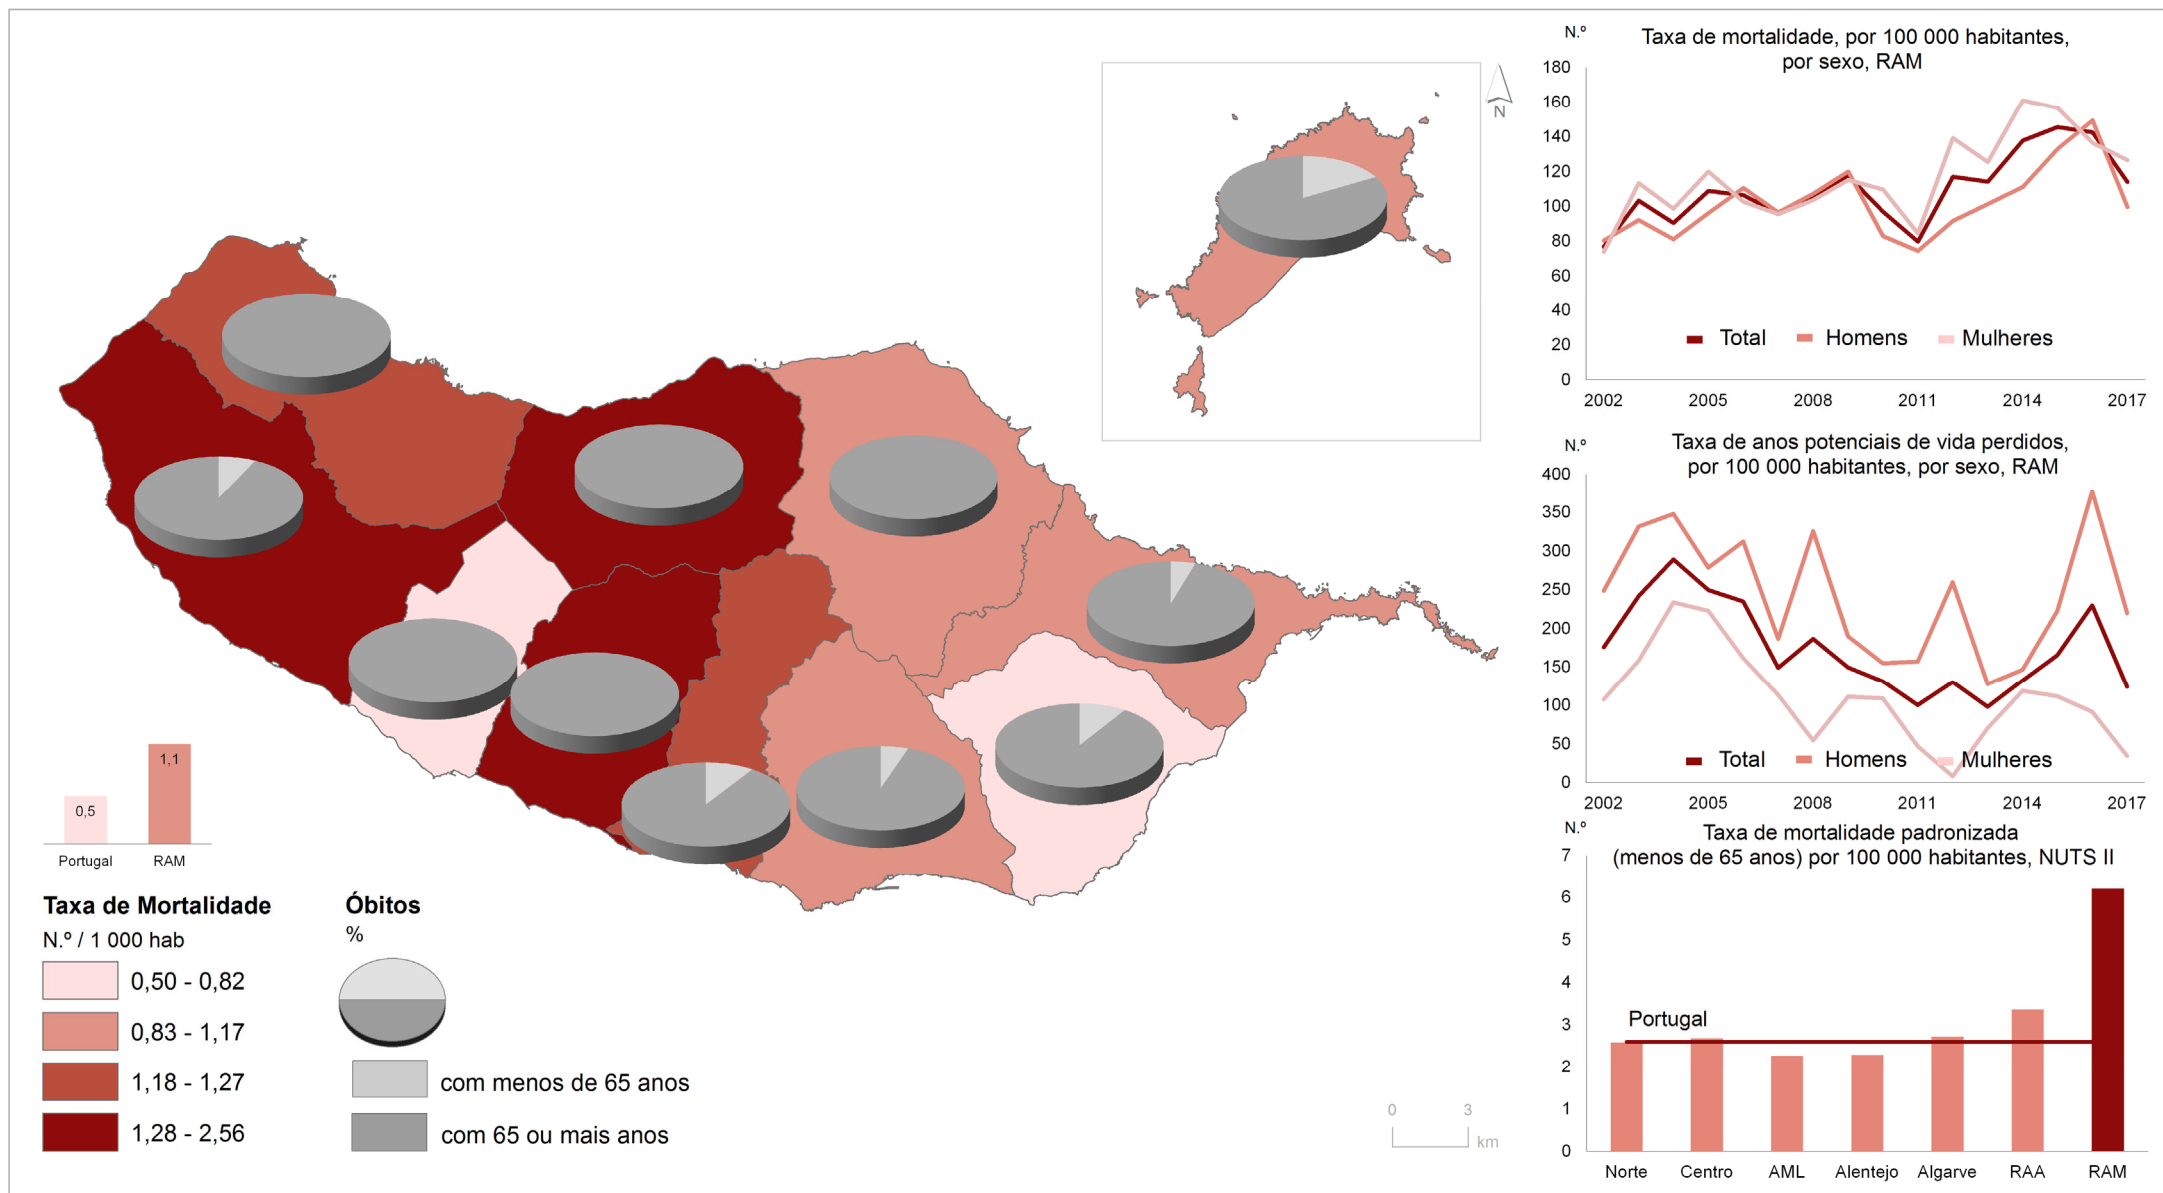 N
0,5
1,1
Portugal
RAM
Taxa de Mortalidade
N.º / 1 000 hab
0,50 - 0,82
0,83 - 1,17
1,18 - 1,27
1,28 - 2,56
Óbitos
%
com menos de 65 anos
com 65 ou mais anos
0
3
km
N.º
Taxa de mortalidade, por 100 000 habitantes,
por sexo, RAM
180
160
140
120
100
80
60
40
20
0
Total
Homens
Mulheres
2002
2005
2008
2011
2014
2017
N.º
Taxa de anos potenciais de vida perdidos,
por 100 000 habitantes, por sexo, RAM
400
350
300
250
200
150
100
50
0
Total
Homens
Mulheres
2002
2005
2008
2011
2014
2017
N.º
Taxa de mortalidade padronizada
(menos de 65 anos) por 100 000 habitantes, NUTS II
7
6
5
4
3
2
1
0
Portugal
Norte
Centro
AML
Alentejo
Algarve
RAA
RAM